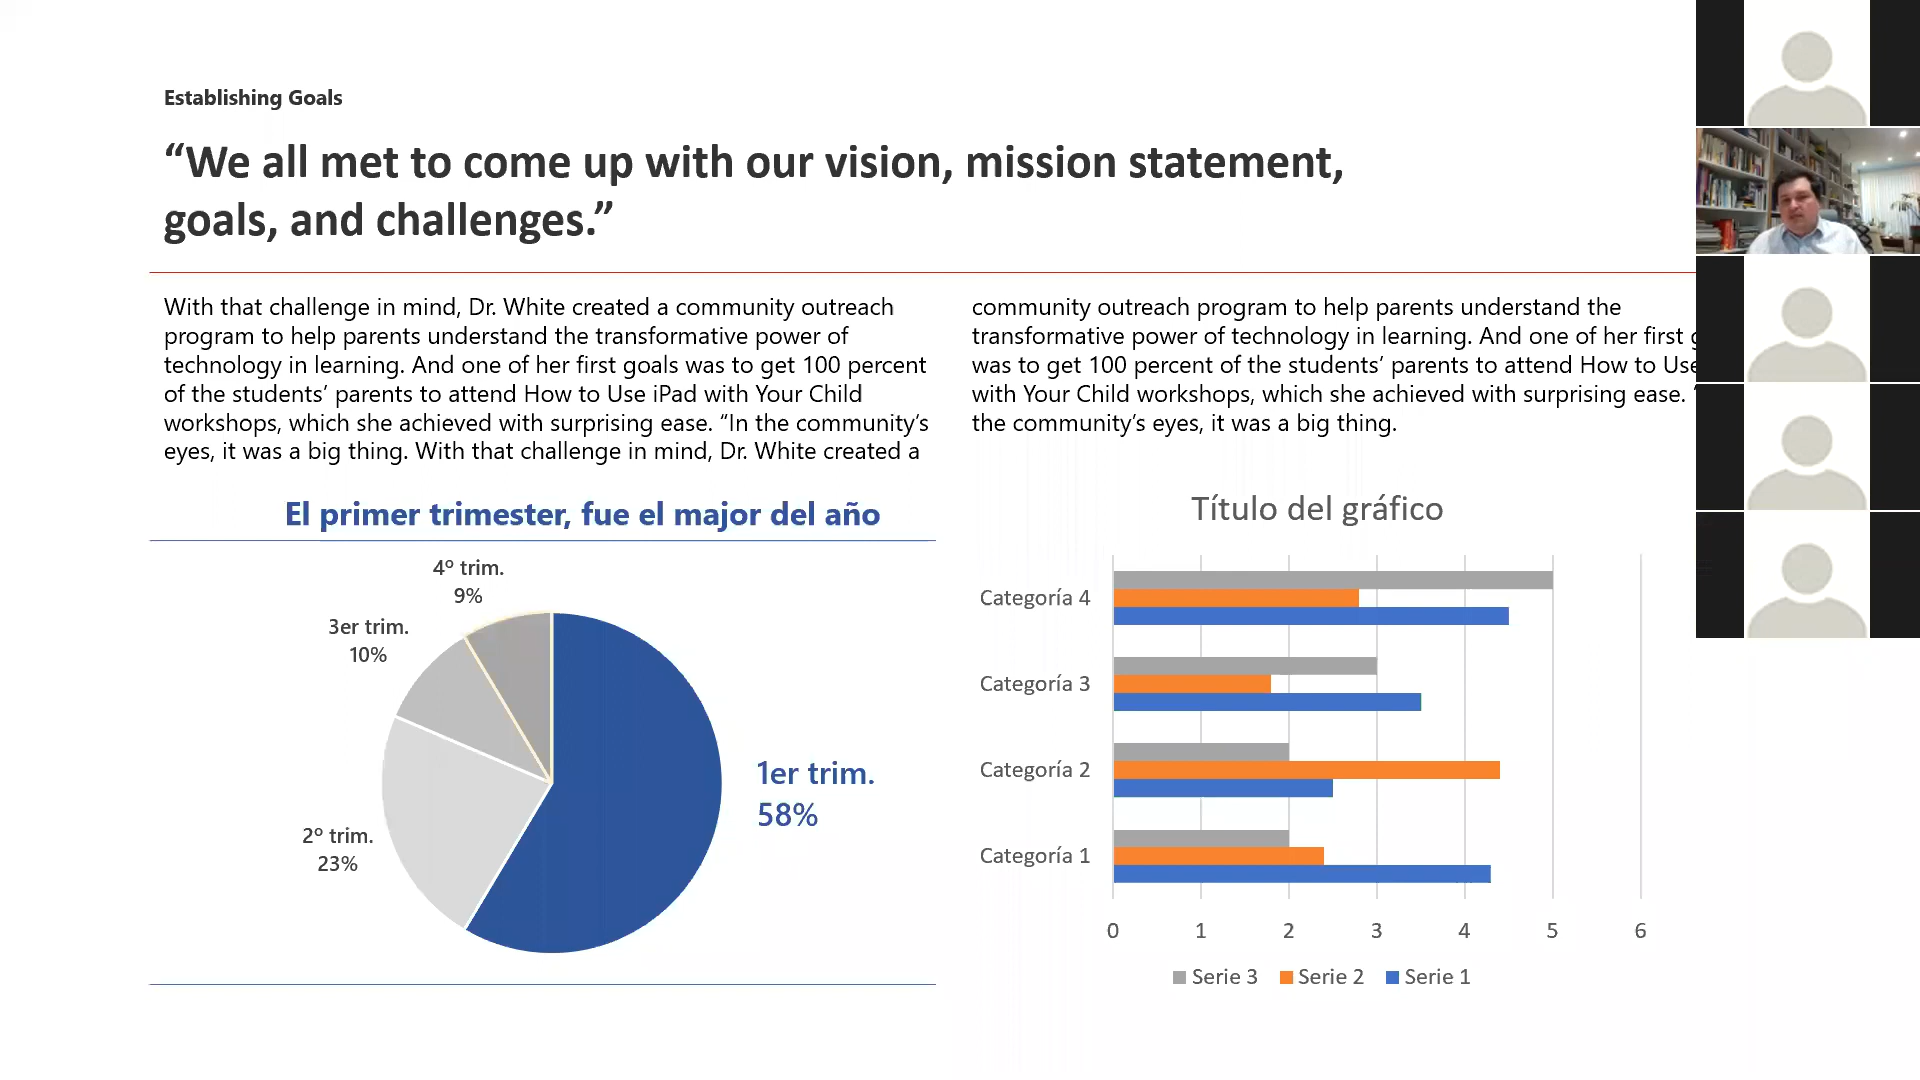 Establishing Goals
“We all met to come up with our vision, mission statement,
goals, and challenges.”
With that challenge in mind, Dr. White created a community outreach
program to help parents understand the transformative power of
technology in learning. And one of her first goals was to get 100 percent
of the students’ parents to attend How to Use iPad with Your Child
workshops, which she achieved with surprising ease. “In the community’s
eyes, it was a big thing. With that challenge in mind, Dr. White created a
community outreach program to help parents understand the
transformative power of technology in learning. And one of her first
was to get 100 percent of the students’ parents to attend How to Use
with Your Child workshops, which she achieved with surprising ease.
the community’s eyes, it was a big thing.
El primer trimester, fue el major del año
4º trim.
9%
3er trim.
10%
1er trim.
58%
2º trim.
23%
Título del gráfico
Categoría 4
Categoría 3
Categoría 2
Categoría 1
0 1 2 3 4 5 6
Serie 3 Serie 2 Serie 1